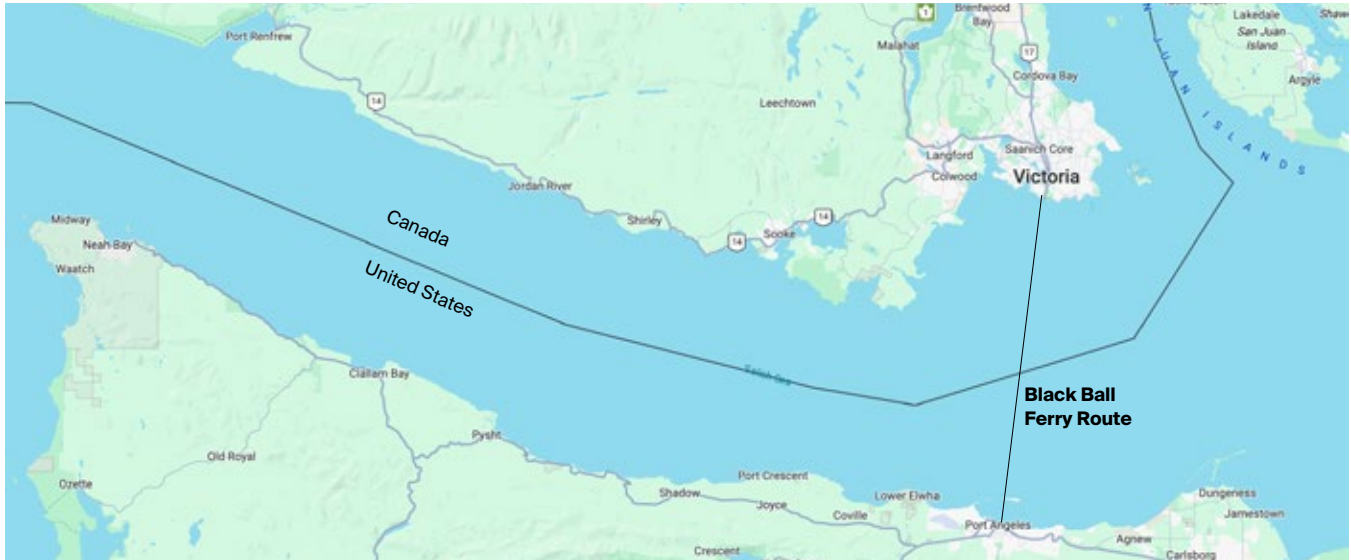 Port Renfrew
14
Jordan River
Shirley
Leechtown
Malahat
1
Brentwood
Bay
17
Cordova Bay
Saanich Core
Langford
Colwood
Victoria
14
Sooke
14
Lakedale
San Juan
Island
Argyle
JUAN ISLANDS
Canada
United States
Midway
Neah Bay
Waatch
Clallam Bay
Pysht
Old Royal
Ozette
Salish Sea
Black Ball
Ferry Route
Port Crescent
Shadow
Joyce
Lower Elwha
Coville
Port Angeles
Crescent
Agnew
Dungeness
Jamestown
Carlsborg